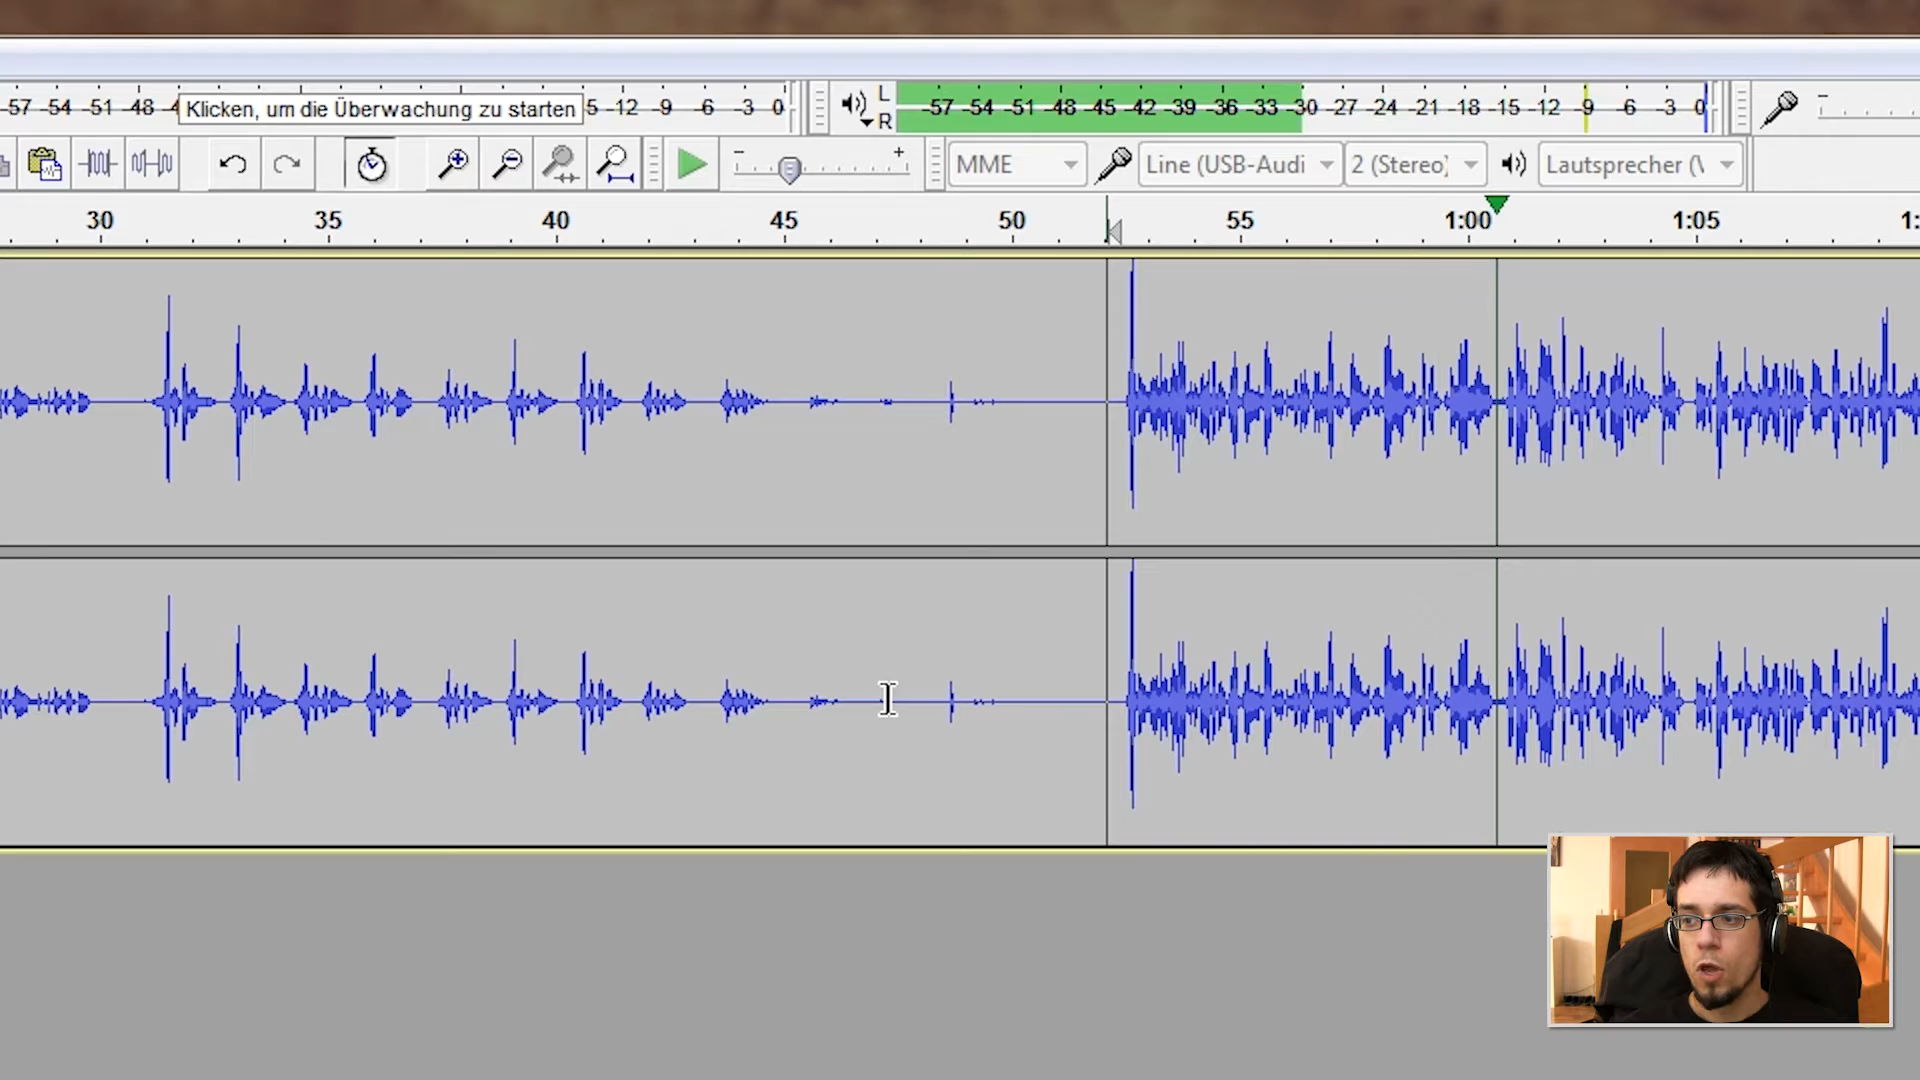 -57 -54 -51 -48 -4 Klicken, um die Überwachung zu starten 5 -12 -9 -6 -3 0
L
R
-57 -54 -51 -48 -45 -42 -39 -36 -33 -30 -27 -24 -21 -18 -15 -12 -9 -6 -3 0
MME Line (USB-Audi 2 (Stereo) Lautsprecher (\
30 35 40 45 50 55 1:00 1:05 1: